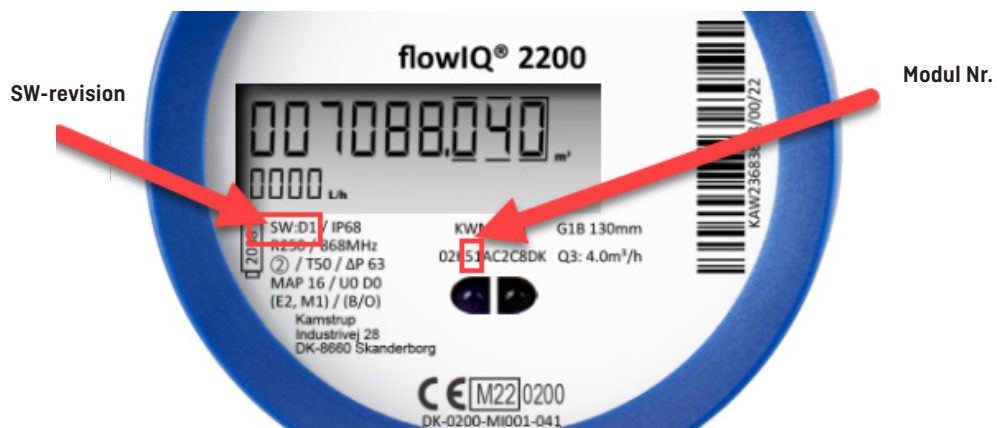 flowIQ® 2200
SW-revision
Modul Nr.
007088.040 m³
0000 L/h
SW:D1 / IP68
R250 / 868MHz
② / T50 / ΔP 63
MAP 16 / U0 D0
(E2, M1) / (B/O)
G1B 130mm
02K51AC2C8DK Q3: 4.0m³/h
Kamstrup
Industrivej 28
DK-8660 Skanderborg
CE M22 0200
DK-0200-MI001-041